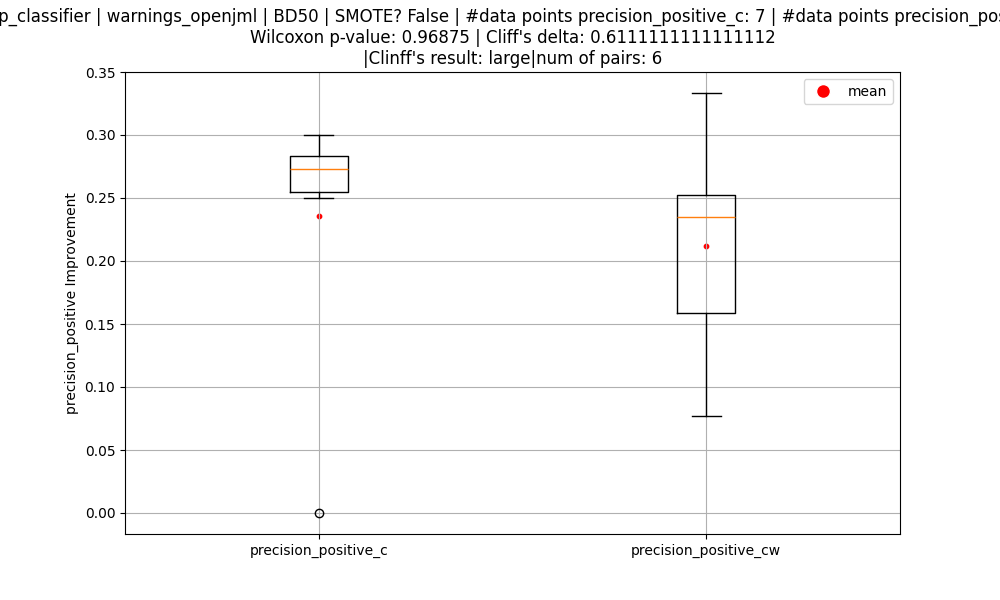 p_classifier | warnings_openjml | BD50 | SMOTE? False | #data points precision_positive_c: 7 | #data points precision_pos
Wilcoxon p-value: 0.96875 | Cliff's delta: 0.6111111111111112
|Clinff's result: large|num of pairs: 6
0.35
mean
0.30
0.25
0.20
0.15
0.10
0.05
0.00
precision_positive Improvement
precision_positive_c
precision_positive_cw